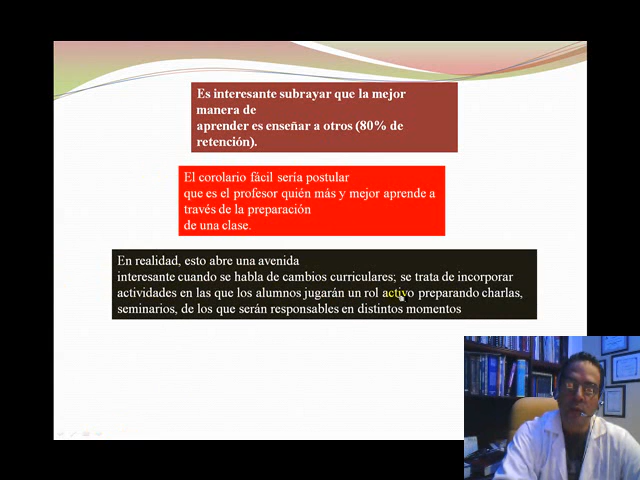 Es interesante subrayar que la mejor
manera de
aprender es enseñar a otros (80% de
retención).
El corolario fácil sería postular
que es el profesor quién más y mejor aprende a
través de la preparación
de una clase.
En realidad, esto abre una avenida
interesante cuando se habla de cambios curriculares; se trata de incorporar
actividades en las que los alumnos jugarán un rol activo preparando charlas,
seminarios, de los que serán responsables en distintos momentos